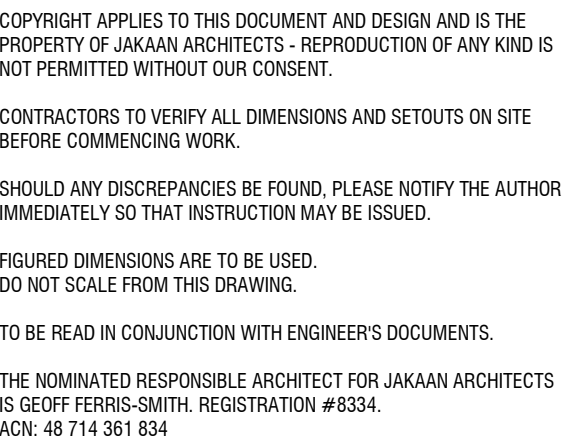 COPYRIGHT APPLIES TO THIS DOCUMENT AND DESIGN AND IS THE
PROPERTY OF JAKAAN ARCHITECTS - REPRODUCTION OF ANY KIND IS
NOT PERMITTED WITHOUT OUR CONSENT.
CONTRACTORS TO VERIFY ALL DIMENSIONS AND SETOUTS ON SITE
BEFORE COMMENCING WORK.
SHOULD ANY DISCREPANCIES BE FOUND, PLEASE NOTIFY THE AUTHOR
IMMEDIATELY SO THAT INSTRUCTION MAY BE ISSUED.
FIGURED DIMENSIONS ARE TO BE USED.
DO NOT SCALE FROM THIS DRAWING.
TO BE READ IN CONJUNCTION WITH ENGINEER'S DOCUMENTS.
THE NOMINATED RESPONSIBLE ARCHITECT FOR JAKAAN ARCHITECTS
IS GEOFF FERRIS-SMITH. REGISTRATION #8334.
ACN: 48 714 361 834